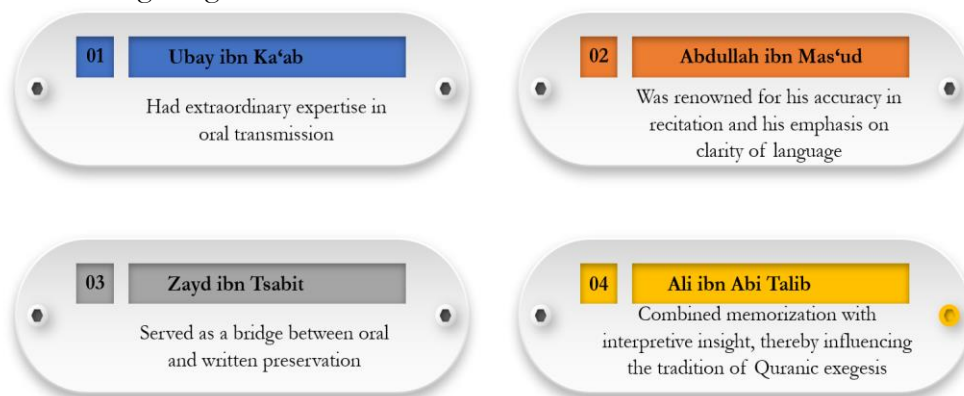 01 Ubay ibn Ka‘ab
Had extraordinary expertise in
oral transmission
02 Abdullah ibn Mas‘ud
Was renowned for his accuracy in
recitation and his emphasis on
clarity of language
03 Zayd ibn Tsabit
Served as a bridge between oral
and written preservation
04 Ali ibn Abi Talib
Combined memorization with
interpretive insight, thereby influencing
the tradition of Quranic exegesis